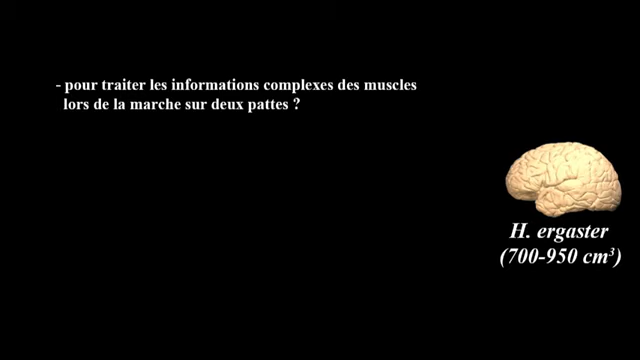 - pour traiter les informations complexes des muscles
lors de la marche sur deux pattes ?
H. ergaster
(700-950 cm³)